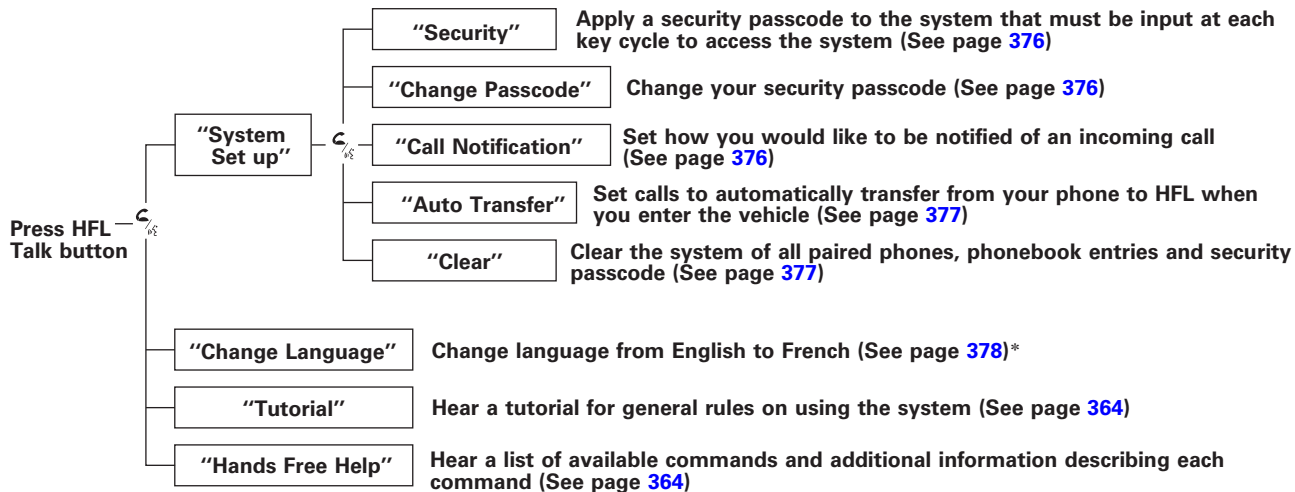 "Security"
Apply a security passcode to the system that must be input at each
key cycle to access the system (See page 376)
"Change Passcode"
Change your security passcode (See page 376)
"System
Set up"
"Call Notification"
Set how you would like to be notified of an incoming call
(See page 376)
"Auto Transfer"
Set calls to automatically transfer from your phone to HFL when
you enter the vehicle (See page 377)
Press HFL
Talk button
"Clear"
Clear the system of all paired phones, phonebook entries and security
passcode (See page 377)
"Change Language"
Change language from English to French (See page 378)*
"Tutorial"
Hear a tutorial for general rules on using the system (See page 364)
"Hands Free Help"
Hear a list of available commands and additional information describing each
command (See page 364)